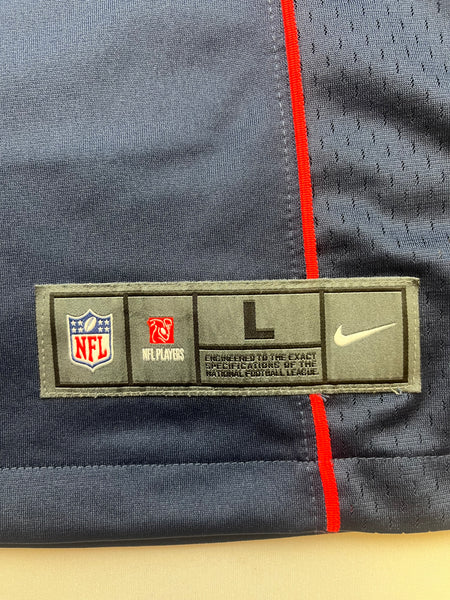 NFL
NFL PLAYERS
L
ENGINEERED TO THE EXACT
SPECIFICATIONS OF THE
NATIONAL FOOTBALL LEAGUE.